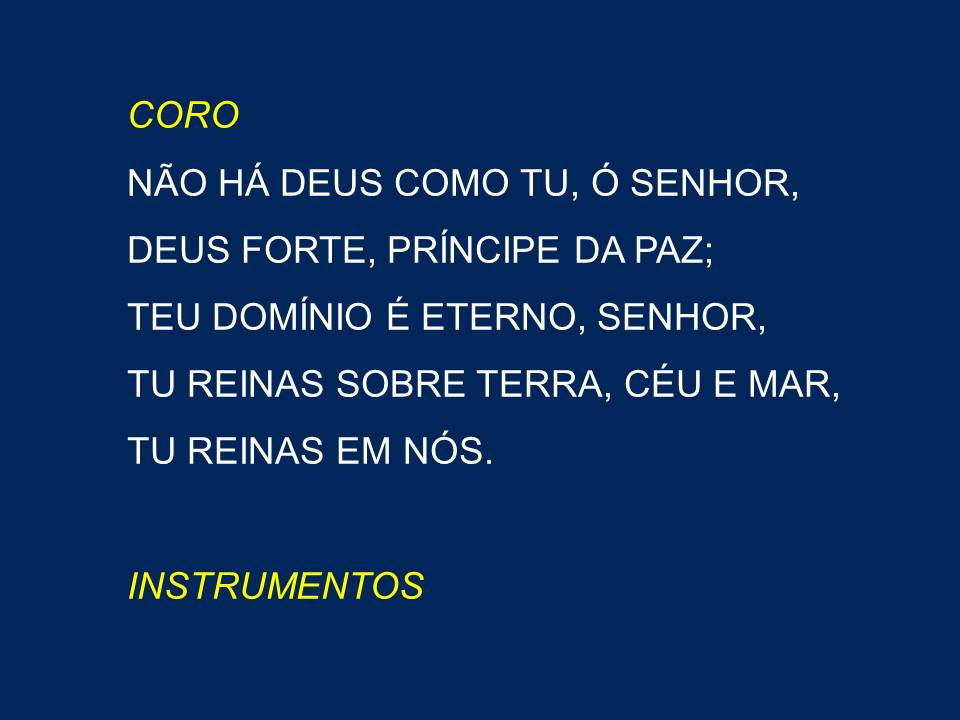 CORO
NÃO HÁ DEUS COMO TU, Ó SENHOR,
DEUS FORTE, PRÍNCIPE DA PAZ;
TEU DOMÍNIO É ETERNO, SENHOR,
TU REINAS SOBRE TERRA, CÉU E MAR,
TU REINAS EM NÓS.
INSTRUMENTOS